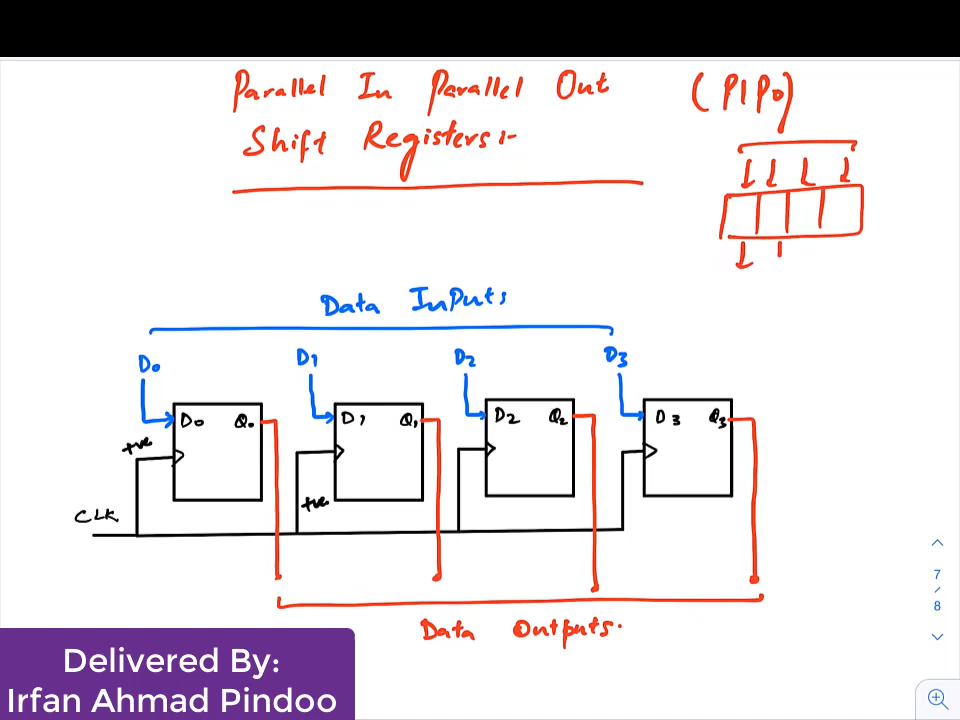 Parallel In Parallel Out (PIPO)
Shift Registers:-
Data Inputs
D0 D1 D2 D3
D0 Q0 D1 Q1 D2 Q2 D3 Q3
+ve
+ve
CLK
7
/
8
Data Outputs.
Delivered By:
Irfan Ahmad Pindoo